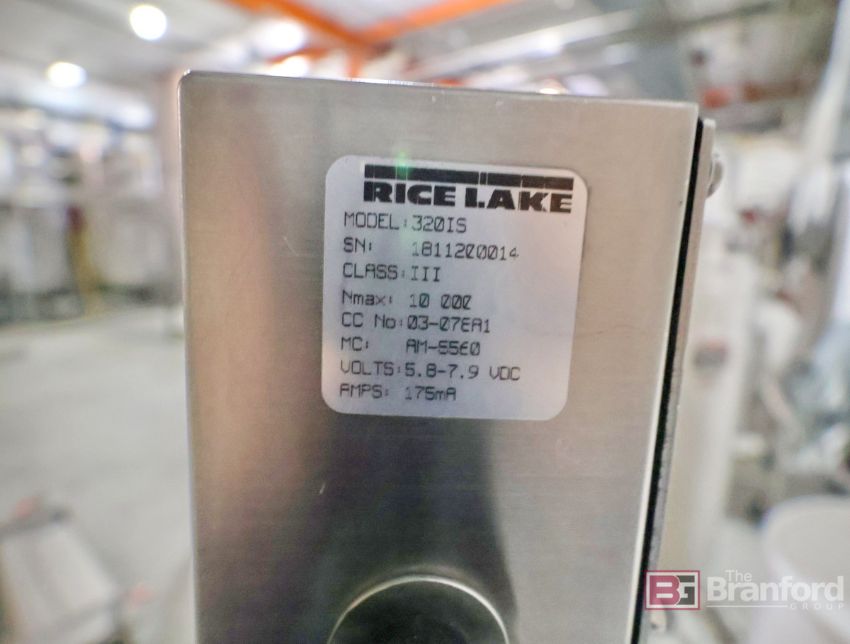 RICE LAKE
MODEL: 320IS
SN: 1811200014
CLASS: III
Nmax: 10 000
CC No: 03-07EA1
MC: AM-5560
VOLTS: 5.8-7.9 VDC
AMPS: 175mA
BG The Branford GROUP